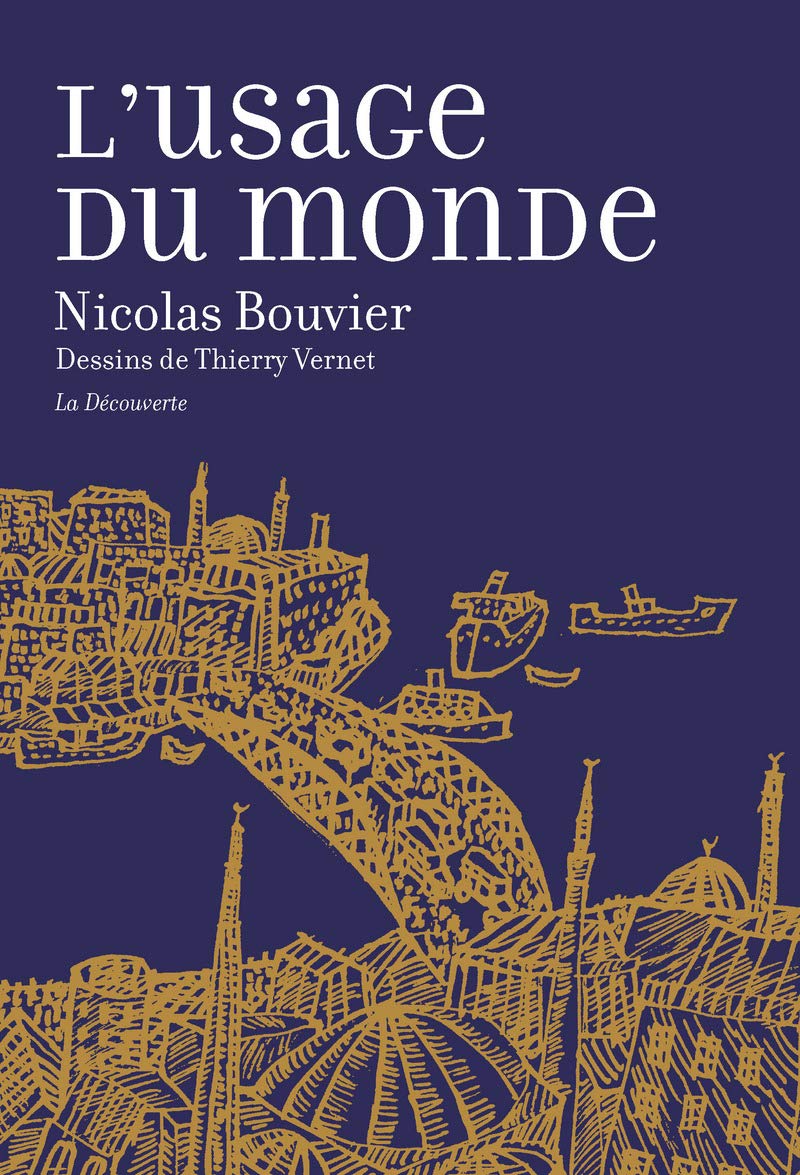 L'usage
du monde
Nicolas Bouvier
Dessins de Thierry Vernet
La Découverte